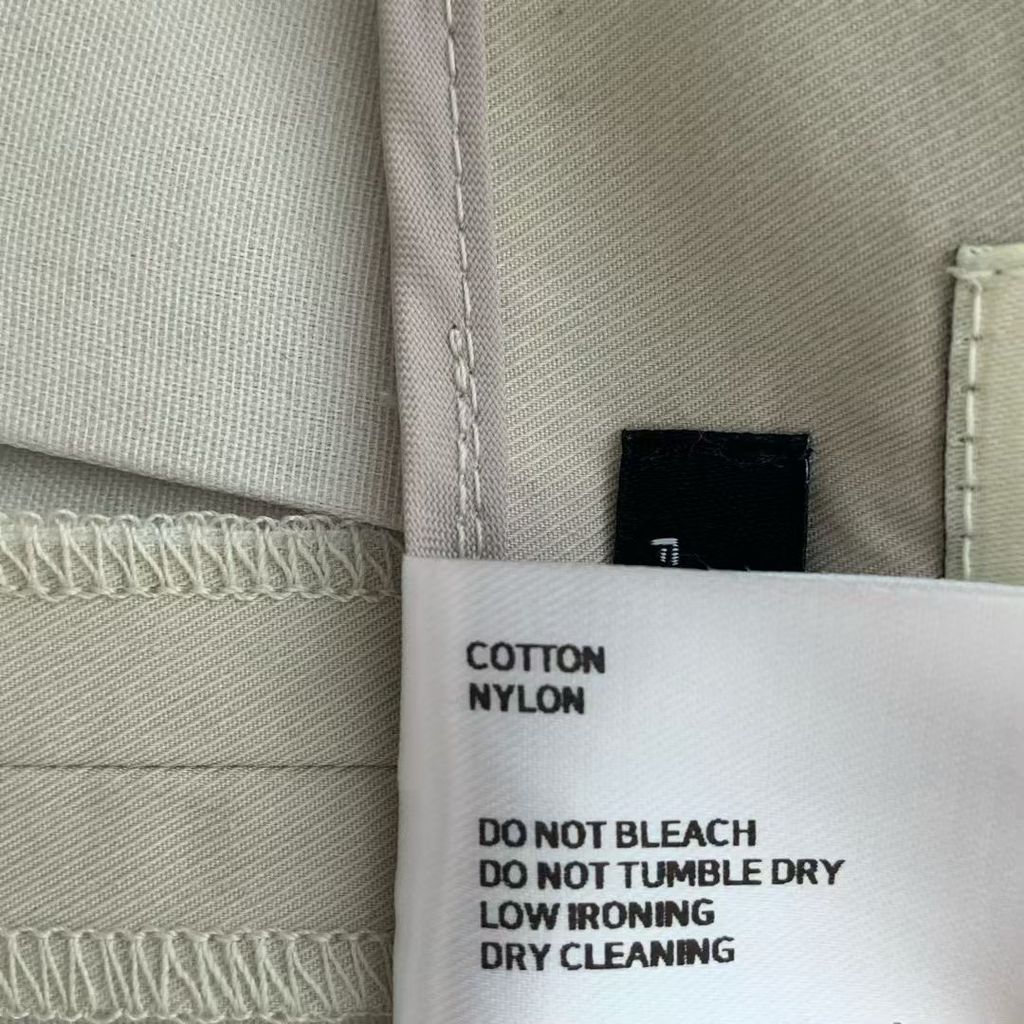 COTTON
NYLON
DO NOT BLEACH
DO NOT TUMBLE DRY
LOW IRONING
DRY CLEANING